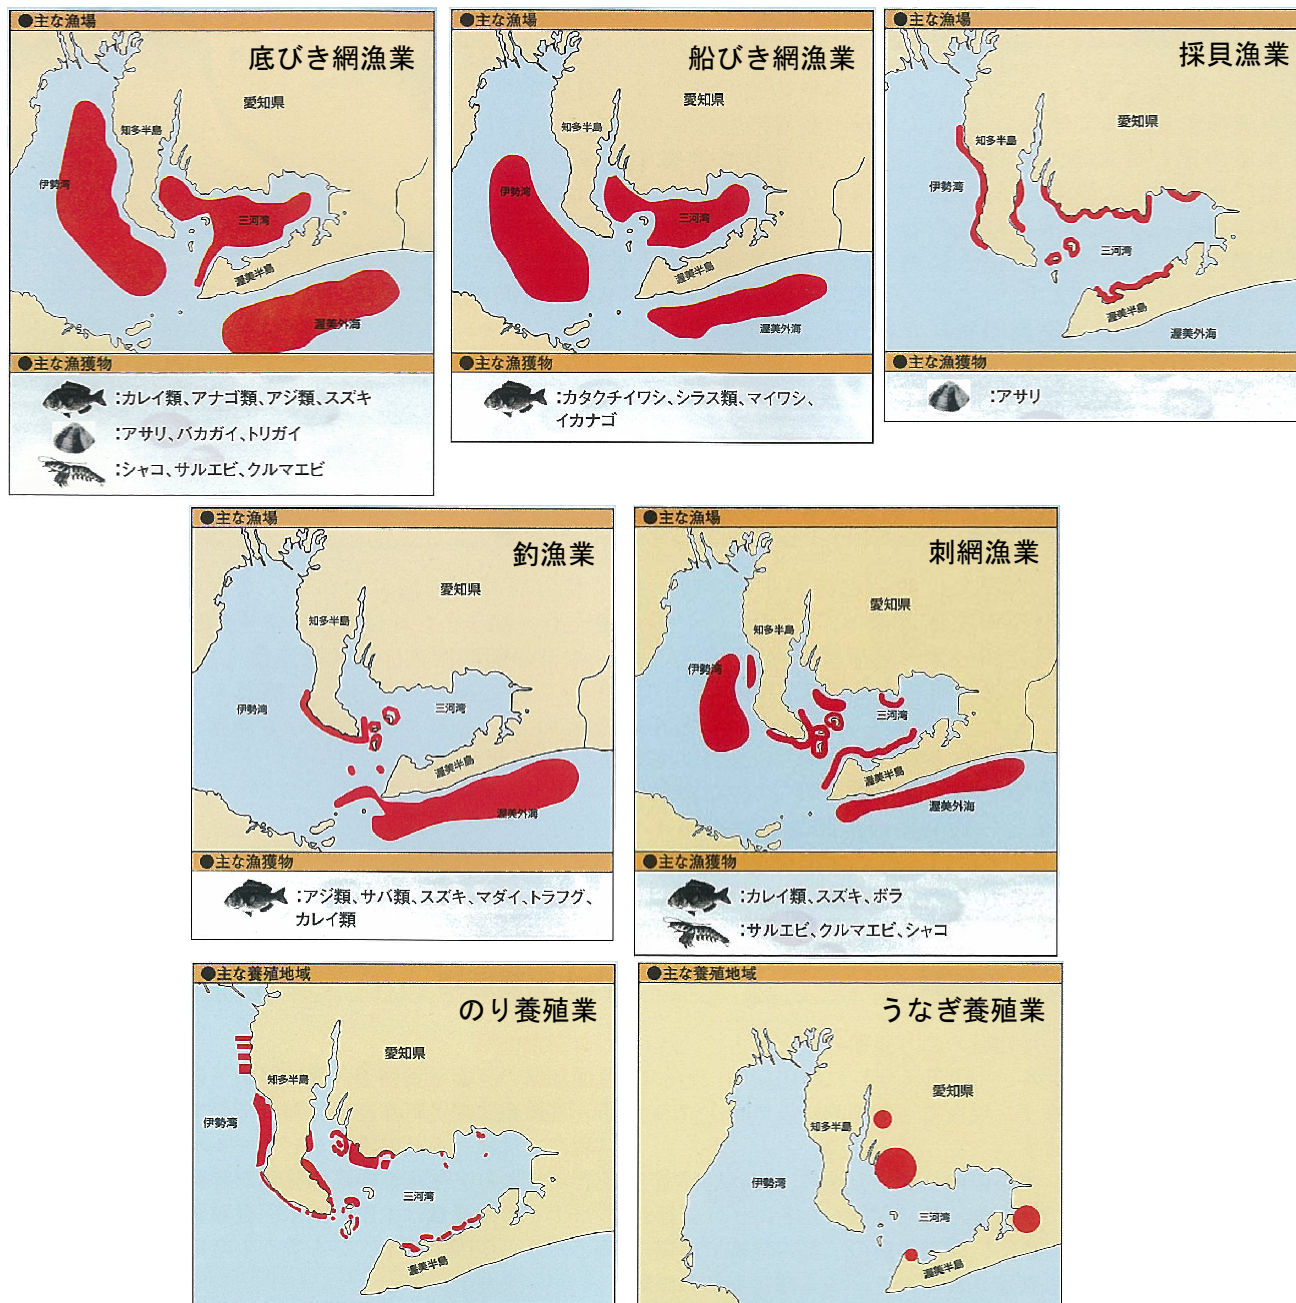 ●主な漁場
底びき網漁業
愛知県
知多半島
伊勢湾
三河湾
渥美半島
渥美外海
●主な漁獲物
:カレイ類、アナゴ類、アジ類、スズキ
:アサリ、バカガイ、トリガイ
:シャコ、サルエビ、クルマエビ
●主な漁場
船びき網漁業
愛知県
知多半島
伊勢湾
三河湾
渥美半島
渥美外海
●主な漁獲物
:カタクチイワシ、シラス類、マイワシ、
イカナゴ
●主な漁場
採貝漁業
愛知県
知多半島
伊勢湾
三河湾
渥美半島
渥美外海
●主な漁獲物
:アサリ
●主な漁場
釣漁業
愛知県
知多半島
伊勢湾
三河湾
渥美半島
渥美外海
●主な漁獲物
:アジ類、サバ類、スズキ、マダイ、トラフグ、
カレイ類
●主な漁場
刺網漁業
愛知県
知多半島
伊勢湾
三河湾
渥美半島
渥美外海
●主な漁獲物
:カレイ類、スズキ、ボラ
:サルエビ、クルマエビ、シャコ
●主な養殖地域
のり養殖業
愛知県
知多半島
伊勢湾
三河湾
渥美半島
●主な養殖地域
うなぎ養殖業
愛知県
知多半島
伊勢湾
三河湾
渥美半島